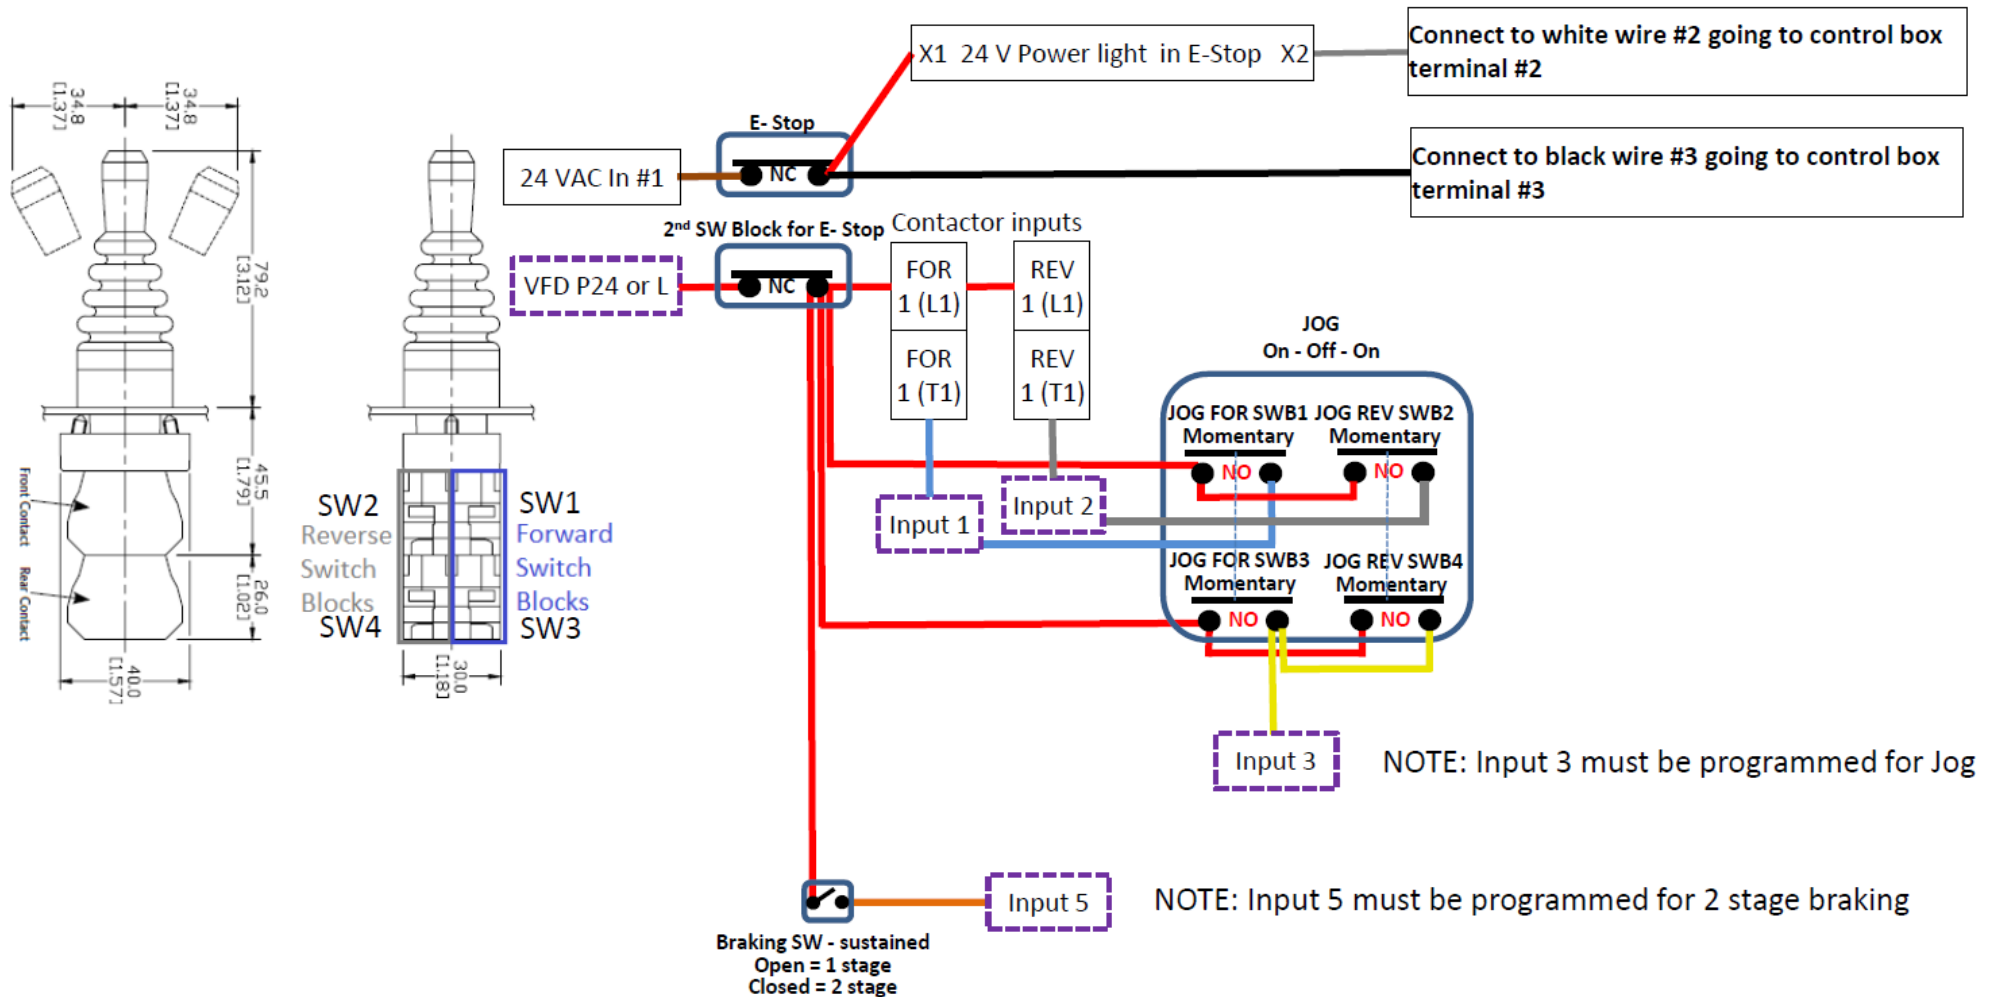 X1 24 V Power light in E-Stop X2
Connect to white wire #2 going to control box
terminal #2
E- Stop
24 VAC In #1
NC
Connect to black wire #3 going to control box
terminal #3
2nd SW Block for E- Stop
Contactor inputs
VFD P24 or L
NC
FOR
1 (L1)
REV
1 (L1)
FOR
1 (T1)
REV
1 (T1)
JOG
On - Off - On
JOG FOR SWB1
Momentary
NO
JOG REV SWB2
Momentary
NO
Input 1
Input 2
JOG FOR SWB3
Momentary
NO
JOG REV SWB4
Momentary
NO
Input 3
NOTE: Input 3 must be programmed for Jog
Input 5
NOTE: Input 5 must be programmed for 2 stage braking
Braking SW - sustained
Open = 1 stage
Closed = 2 stage
34.8
[1.37]
34.8
[1.37]
79.2
[3.12]
45.5
[1.79]
26.0
[1.02]
40.0
[1.57]
Front Contact
Rear Contact
SW2
Reverse
Switch
Blocks
SW4
SW1
Forward
Switch
Blocks
SW3
30.0
[1.18]